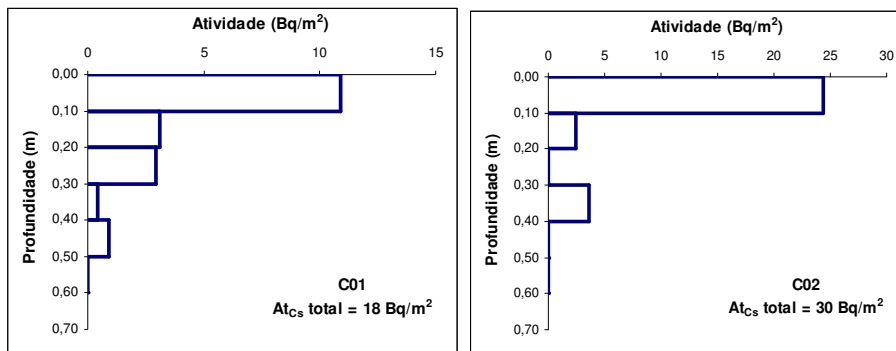 Atividade (Bq/m²)
0 5 10 15
0,00
0,10
0,20
0,30
0,40
0,50
0,60
0,70
Profundidade (m)
C01
AtCs total = 18 Bq/m²
Atividade (Bq/m²)
0 5 10 15 20 25 30
0,00
0,10
0,20
0,30
0,40
0,50
0,60
0,70
Profundidade (m)
C02
AtCs total = 30 Bq/m²